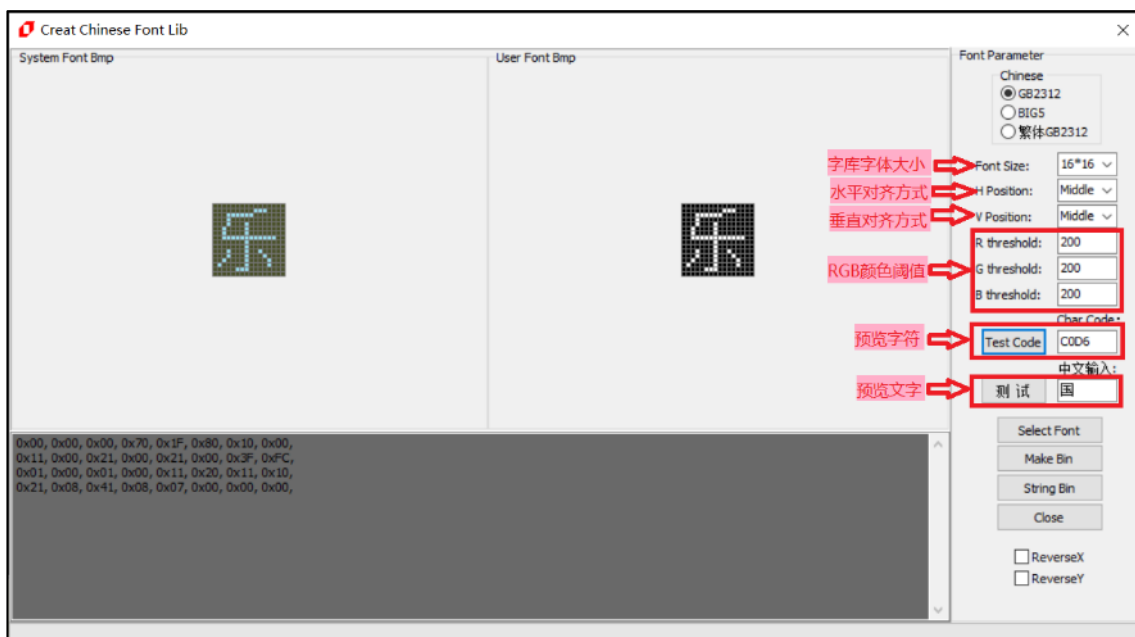 Creat Chinese Font Lib
System Font Bmp
User Font Bmp
乐
乐
0x00, 0x00, 0x00, 0x70, 0x1F, 0x80, 0x10, 0x00,
0x11, 0x00, 0x21, 0x00, 0x21, 0x00, 0x3F, 0xFC,
0x01, 0x00, 0x01, 0x00, 0x11, 0x20, 0x11, 0x10,
0x21, 0x08, 0x41, 0x08, 0x07, 0x00, 0x00, 0x00,
Font Parameter
Chinese
GB2312
BIG5
繁体GB2312
字库字体大小 Font Size: 16*16
水平对齐方式 H Position: Middle
垂直对齐方式 V Position: Middle
R threshold: 200
RGB颜色阈值 G threshold: 200
B threshold: 200
Char Code:
预览字符 Test Code C0D6
中文输入:
预览文字 测 试 国
Select Font
Make Bin
String Bin
Close
ReverseX
ReverseY